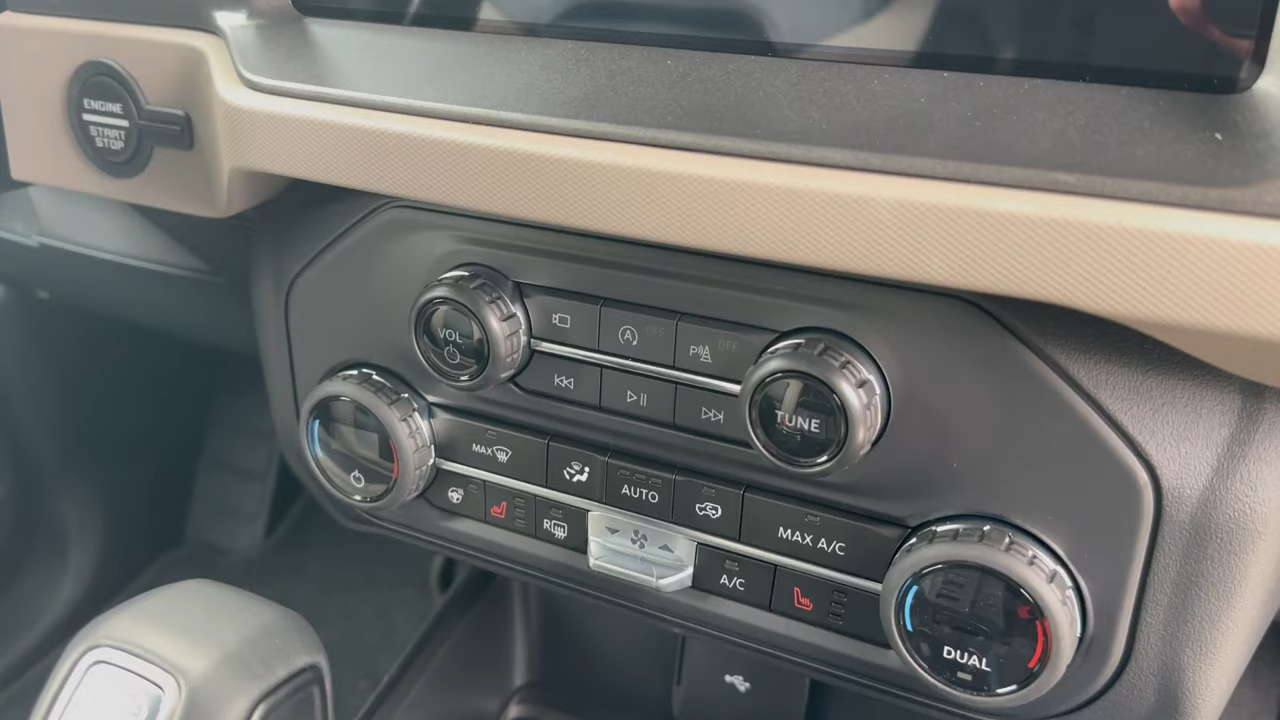 ENGINE
START
STOP
VOL
OFF
P OFF
TUNE
MAX
AUTO
R
MAX A/C
A/C
DUAL